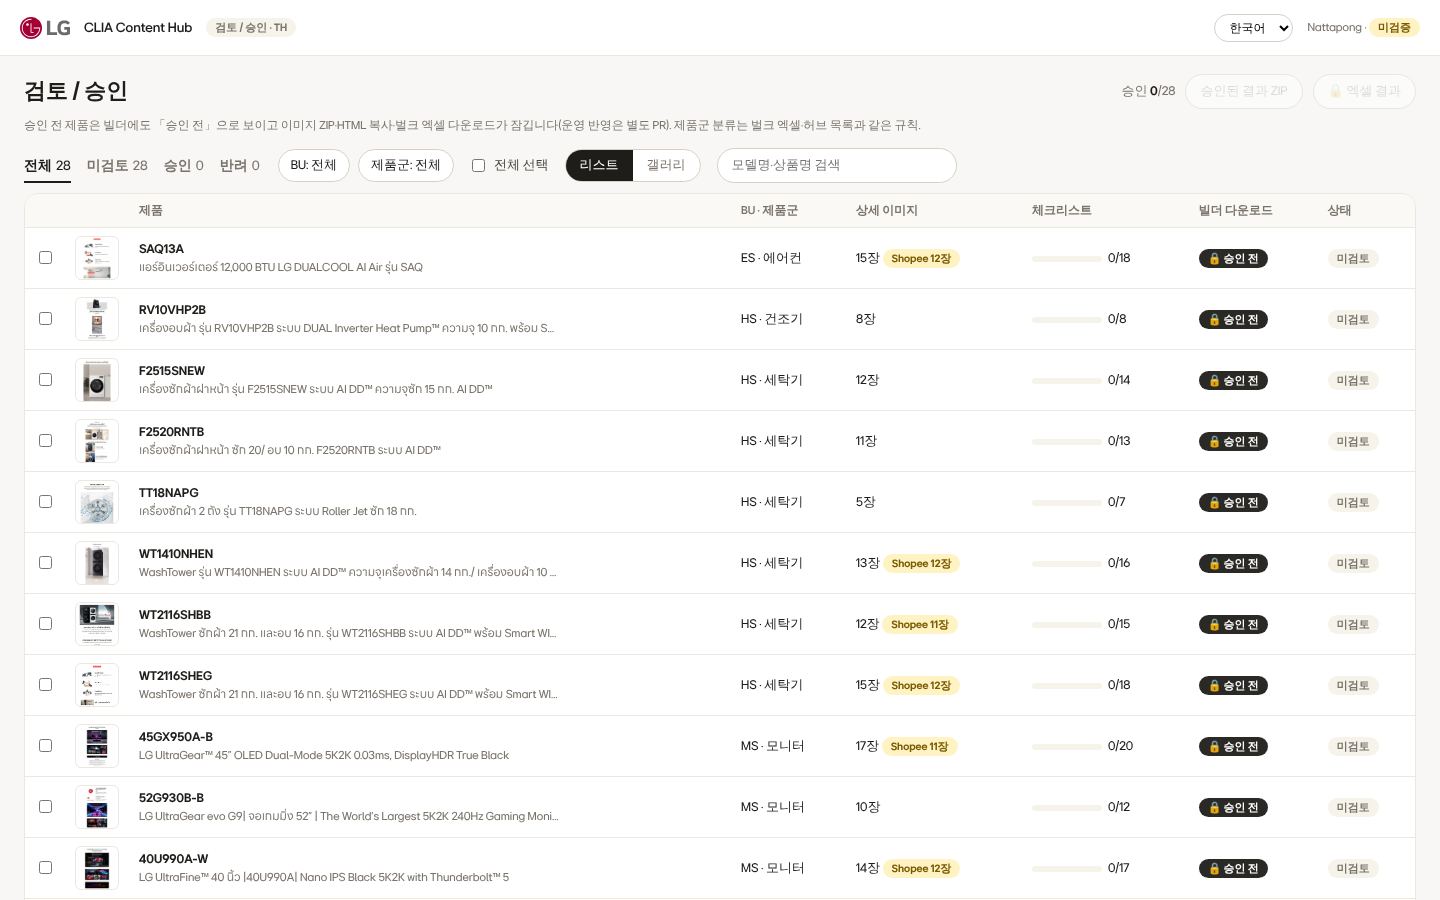 LG CLIA Content Hub 검토 / 승인 · TH 한국어 Nattapong · 미검증
검토 / 승인 승인 0/28 승인된 결과 ZIP 🔒 엑셀 결과
승인 전 제품은 빌더에도 「승인 전」으로 보이고 이미지 ZIP·HTML 복사·벌크 엑셀 다운로드가 잠깁니다(운영 반영은 별도 PR). 제품군 분류는 벌크 엑셀·허브 목록과 같은 규칙.
전체 28 미검토 28 승인 0 반려 0 BU: 전체 제품군: 전체 전체 선택 리스트 갤러리 모델명·상품명 검색
제품 BU · 제품군 상세 이미지 체크리스트 빌더 다운로드 상태
SAQ13A
แอร์อินเวอร์เตอร์ 12,000 BTU LG DUALCOOL AI Air รุ่น SAQ
ES · 에어컨 15장 Shopee 12장 0/18 🔒 승인 전 미검토
RV10VHP2B
เครื่องอบผ้า รุ่น RV10VHP2B ระบบ DUAL Inverter Heat Pump™ ความจุ 10 กก. พร้อม S...
HS · 건조기 8장 0/8 🔒 승인 전 미검토
F2515SNEW
เครื่องซักผ้าฝาหน้า รุ่น F2515SNEW ระบบ AI DD™ ความจุซัก 15 กก. AI DD™
HS · 세탁기 12장 0/14 🔒 승인 전 미검토
F2520RNTB
เครื่องซักผ้าฝาหน้า ซัก 20/ อบ 10 กก. F2520RNTB ระบบ AI DD™
HS · 세탁기 11장 0/13 🔒 승인 전 미검토
TT18NAPG
เครื่องซักผ้า 2 ถัง รุ่น TT18NAPG ระบบ Roller Jet ซัก 18 กก.
HS · 세탁기 5장 0/7 🔒 승인 전 미검토
WT1410NHEN
WashTower รุ่น WT1410NHEN ระบบ AI DD™ ความจุเครื่องซักผ้า 14 กก./ เครื่องอบผ้า 10 ...
HS · 세탁기 13장 Shopee 12장 0/16 🔒 승인 전 미검토
WT2116SHBB
WashTower ซักผ้า 21 กก. และอบ 16 กก. รุ่น WT2116SHBB ระบบ AI DD™ พร้อม Smart WI...
HS · 세탁기 12장 Shopee 11장 0/15 🔒 승인 전 미검토
WT2116SHEG
WashTower ซักผ้า 21 กก. และอบ 16 กก. รุ่น WT2116SHEG ระบบ AI DD™ พร้อม Smart WI...
HS · 세탁기 15장 Shopee 12장 0/18 🔒 승인 전 미검토
45GX950A-B
LG UltraGear™ 45" OLED Dual-Mode 5K2K 0.03ms, DisplayHDR True Black
MS · 모니터 17장 Shopee 11장 0/20 🔒 승인 전 미검토
52G930B-B
LG UltraGear evo G9| จอเกมมิ่ง 52" | The World's Largest 5K2K 240Hz Gaming Moni...
MS · 모니터 10장 0/12 🔒 승인 전 미검토
40U990A-W
LG UltraFine™ 40 นิ้ว |40U990A| Nano IPS Black 5K2K with Thunderbolt™ 5
MS · 모니터 14장 Shopee 12장 0/17 🔒 승인 전 미검토